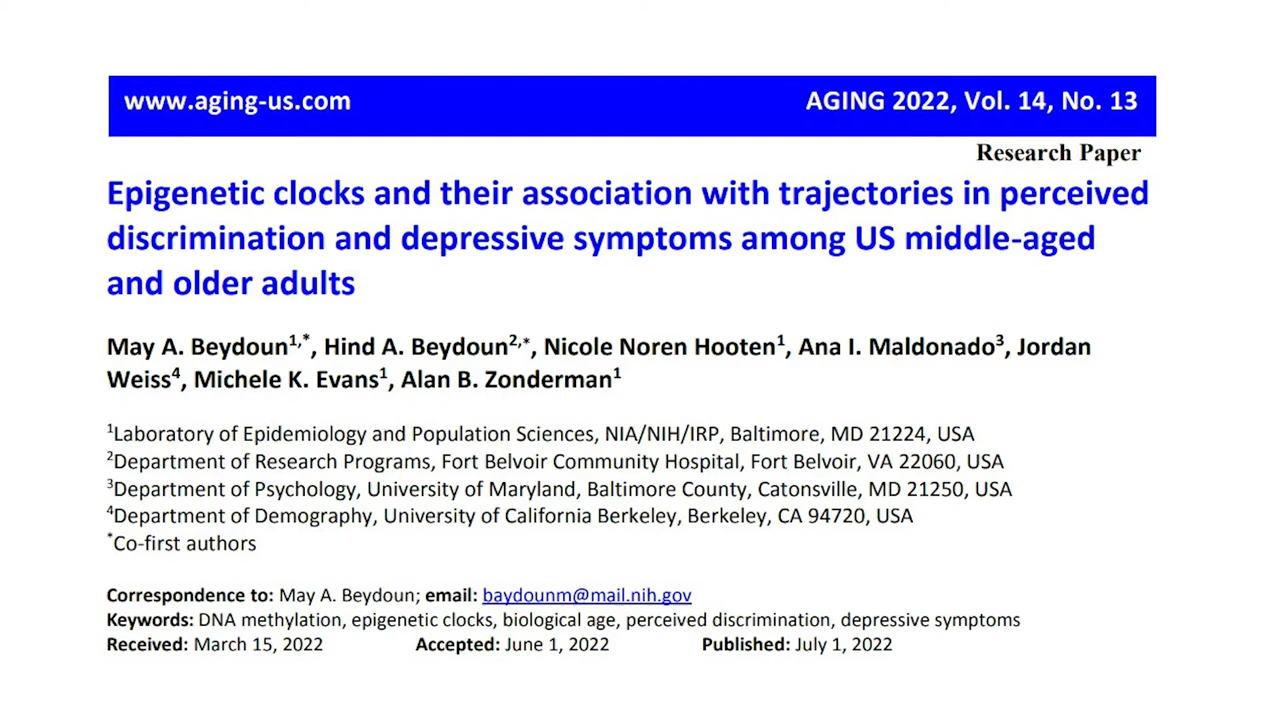 www.aging-us.com AGING 2022, Vol. 14, No. 13
Research Paper
Epigenetic clocks and their association with trajectories in perceived
discrimination and depressive symptoms among US middle-aged
and older adults
May A. Beydoun1,*, Hind A. Beydoun2,*, Nicole Noren Hooten1, Ana I. Maldonado3, Jordan
Weiss4, Michele K. Evans1, Alan B. Zonderman1
1Laboratory of Epidemiology and Population Sciences, NIA/NIH/IRP, Baltimore, MD 21224, USA
2Department of Research Programs, Fort Belvoir Community Hospital, Fort Belvoir, VA 22060, USA
3Department of Psychology, University of Maryland, Baltimore County, Catonsville, MD 21250, USA
4Department of Demography, University of California Berkeley, Berkeley, CA 94720, USA
*Co-first authors
Correspondence to: May A. Beydoun; email: baydounm@mail.nih.gov
Keywords: DNA methylation, epigenetic clocks, biological age, perceived discrimination, depressive symptoms
Received: March 15, 2022 Accepted: June 1, 2022 Published: July 1, 2022